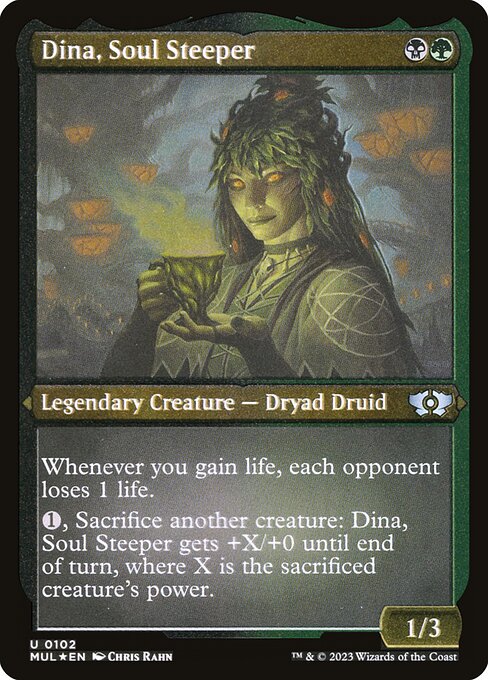 Dina, Soul Steeper
Legendary Creature — Dryad Druid
Whenever you gain life, each opponent
loses 1 life.
1, Sacrifice another creature: Dina,
Soul Steeper gets +X/+0 until end
of turn, where X is the sacrificed
creature's power.
1/3
U 0102
MUL★EN Chris Rahn
™ & © 2023 Wizards of the Coast